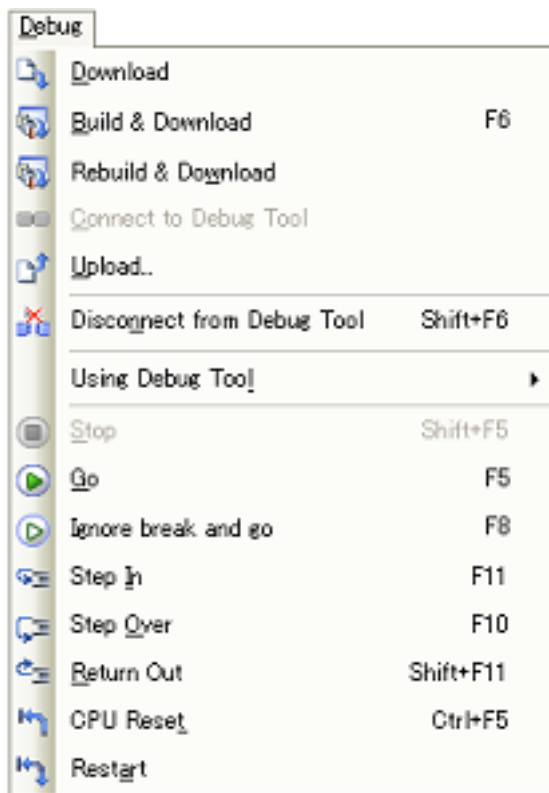 Debug
Download
Build & Download F6
Rebuild & Download
Connect to Debug Tool
Upload..
Disconnect from Debug Tool Shift+F6
Using Debug Tool
Stop Shift+F5
Go F5
Ignore break and go F8
Step In F11
Step Over F10
Return Out Shift+F11
CPU Reset Ctrl+F5
Restart